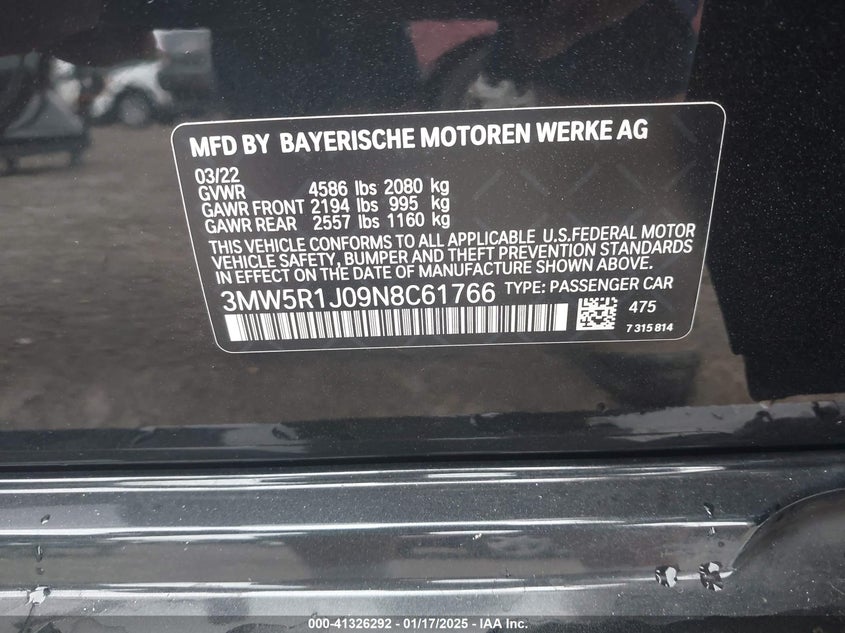 MFD BY BAYERISCHE MOTOREN WERKE AG
03/22
GVWR 4586 lbs 2080 kg
GAWR FRONT 2194 lbs 995 kg
GAWR REAR 2557 lbs 1160 kg
THIS VEHICLE CONFORMS TO ALL APPLICABLE U.S.FEDERAL MOTOR
VEHICLE SAFETY, BUMPER AND THEFT PREVENTION STANDARDS
IN EFFECT ON THE DATE OF MANUFACTURE SHOWN ABOVE.
3MW5R1J09N8C61766 TYPE: PASSENGER CAR
475
7 315 814
000-41326292 - 01/17/2025 - IAA Inc.